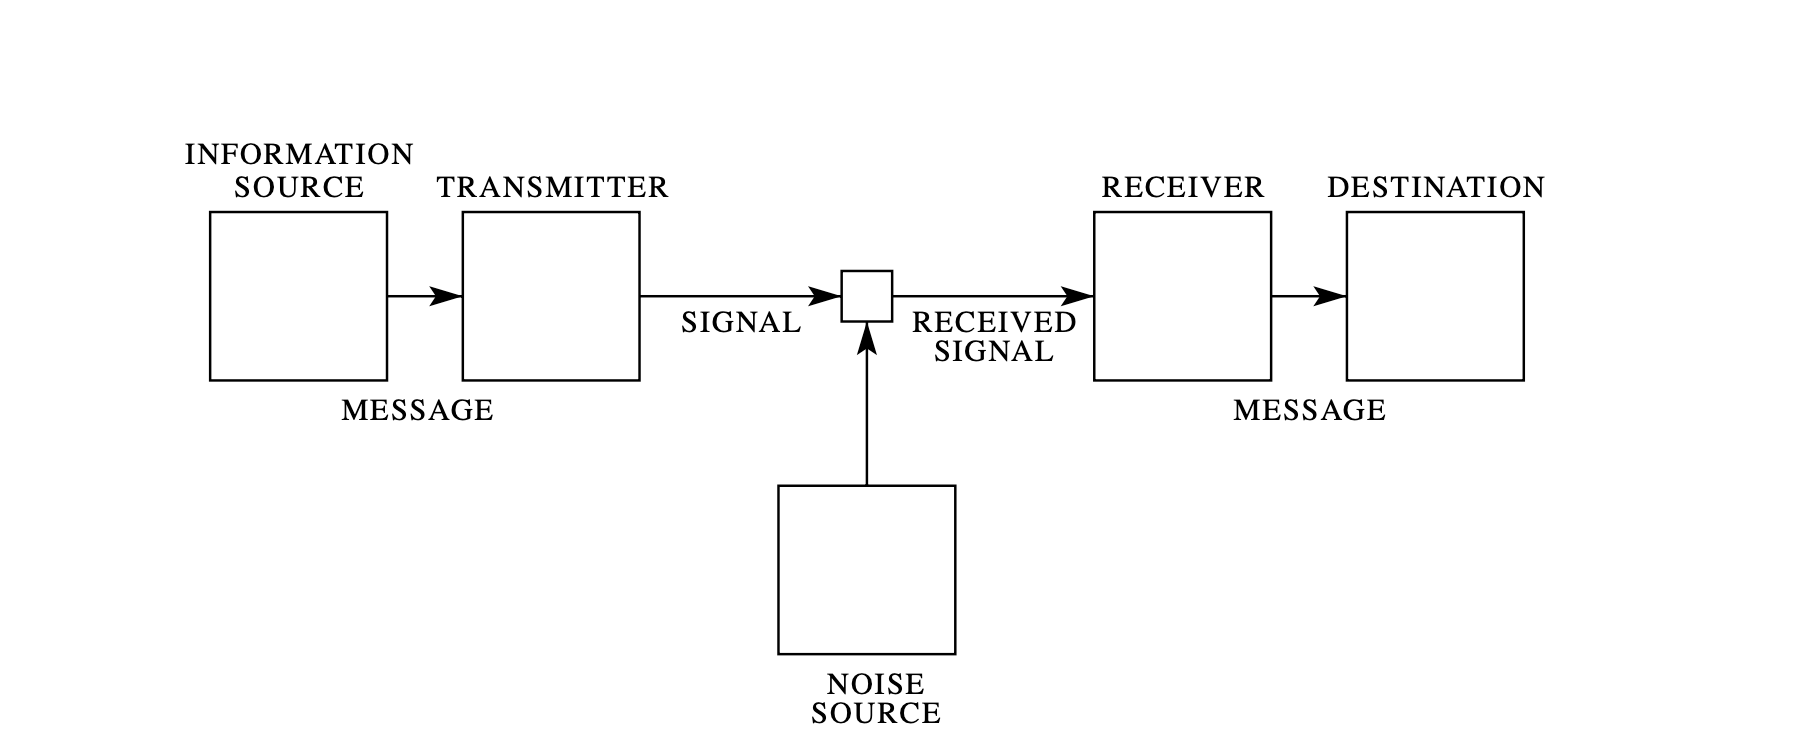 INFORMATION
SOURCE
TRANSMITTER
RECEIVER
DESTINATION
SIGNAL
RECEIVED
SIGNAL
MESSAGE
MESSAGE
NOISE
SOURCE